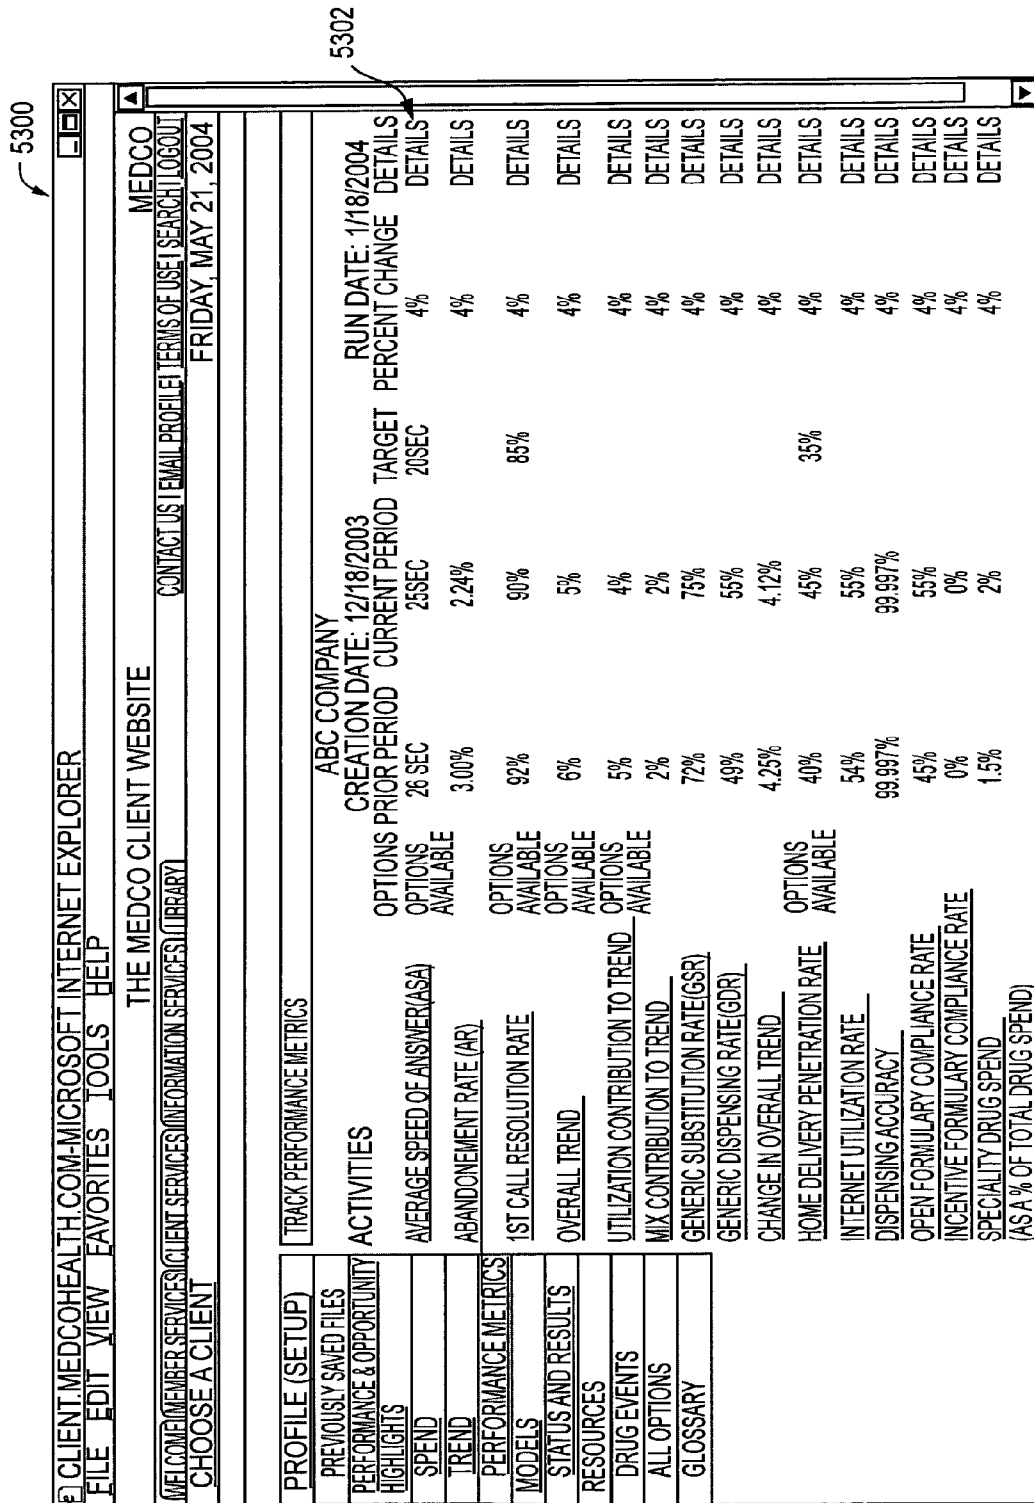 5300
CLIENT.MEDCOHEALTH.COM-MICROSOFT INTERNET EXPLORER
FILE EDIT VIEW FAVORITES TOOLS HELP
THE MEDCO CLIENT WEBSITE MEDCO
WELCOME MEMBER SERVICES CLIENT SERVICES INFORMATION SERVICES LIBRARY CONTACT US | EMAIL PROFILE | TERMS OF USE | SEARCH | LOGOUT
CHOOSE A CLIENT FRIDAY, MAY 21, 2004
PROFILE (SETUP)
PREVIOUSLY SAVED FILES
PERFORMANCE & OPPORTUNITY
HIGHLIGHTS
SPEND
TREND
PERFORMANCE METRICS
MODELS
STATUS AND RESULTS
RESOURCES
DRUG EVENTS
ALL OPTIONS
GLOSSARY
TRACK PERFORMANCE METRICS
ABC COMPANY
CREATION DATE: 12/18/2003 RUN DATE: 1/18/2004
ACTIVITIES OPTIONS PRIOR PERIOD CURRENT PERIOD TARGET PERCENT CHANGE DETAILS
5302
AVERAGE SPEED OF ANSWER(ASA) OPTIONS 26 SEC 25SEC 20SEC 4% DETAILS
AVAILABLE
ABANDONEMENT RATE (AR) 3.00% 2.24% 4% DETAILS
1ST CALL RESOLUTION RATE OPTIONS 92% 90% 85% 4% DETAILS
AVAILABLE
OVERALL TREND OPTIONS 6% 5% 4% DETAILS
AVAILABLE
UTILIZATION CONTRIBUTION TO TREND OPTIONS 5% 4% 4% DETAILS
AVAILABLE
MIX CONTRIBUTION TO TREND 2% 2% 4% DETAILS
GENERIC SUBSTITUTION RATE(GSR) 72% 75% 4% DETAILS
GENERIC DISPENSING RATE(GDR) 49% 55% 4% DETAILS
CHANGE IN OVERALL TREND 4.25% 4.12% 4% DETAILS
HOME DELIVERY PENETRATION RATE OPTIONS 40% 45% 35% 4% DETAILS
AVAILABLE
INTERNET UTILIZATION RATE 54% 55% 4% DETAILS
DISPENSING ACCURACY 99.997% 99.997% 4% DETAILS
OPEN FORMULARY COMPLIANCE RATE 45% 55% 4% DETAILS
INCENTIVE FORMULARY COMPLIANCE RATE 0% 0% 4% DETAILS
SPECIALITY DRUG SPEND 1.5% 2% 4% DETAILS
(AS A % OF TOTAL DRUG SPEND)